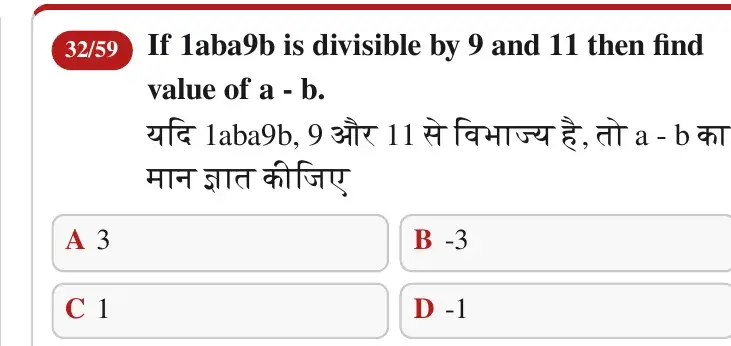 32/59 If 1aba9b is divisible by 9 and 11 then find
value of a - b.
यदि 1aba9b, 9 और 11 से विभाज्य है, तो a - b का
मान ज्ञात कीजिए
A 3
B -3
C 1
D -1